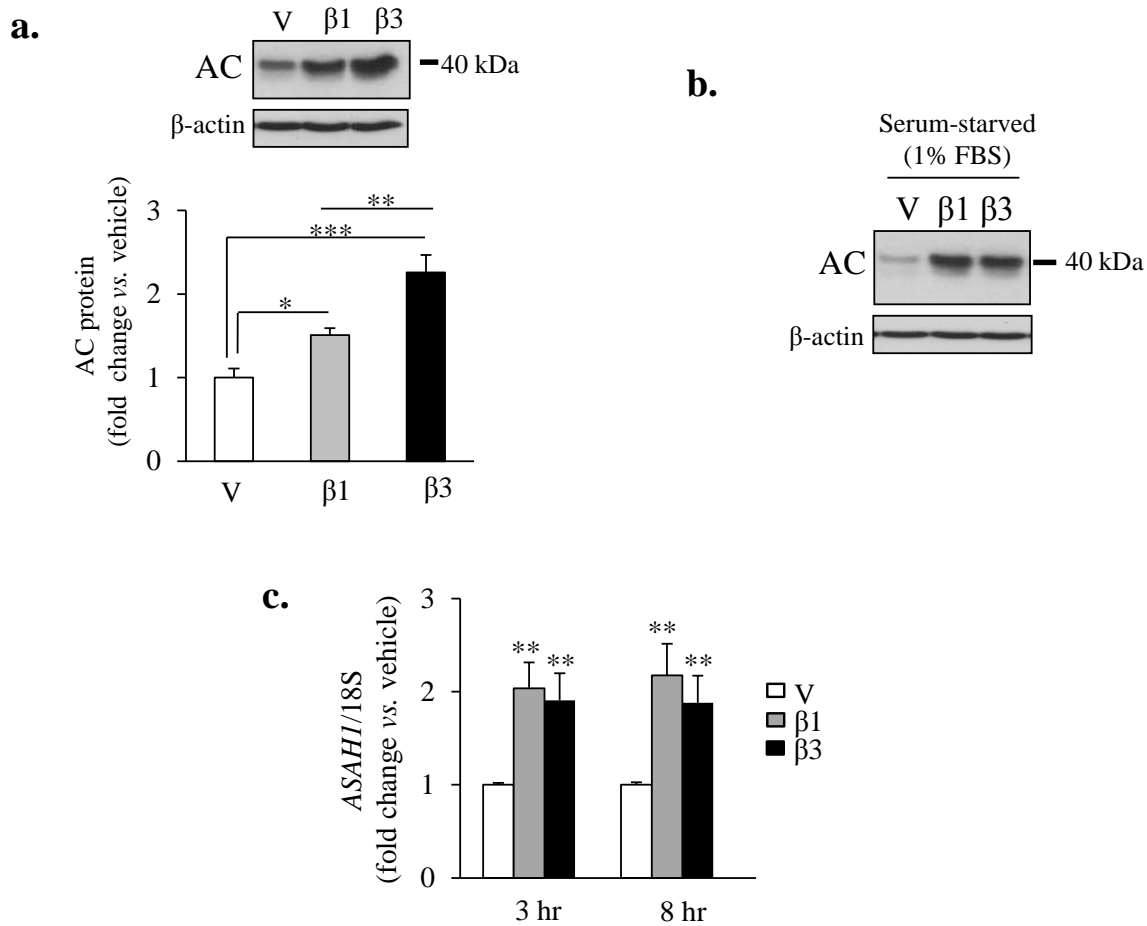 a.
V β1 β3
AC
40 kDa
β-actin
AC protein
(fold change vs. vehicle)
3
2
1
0
**
***
*
V β1 β3
b.
Serum-starved
(1% FBS)
V β1 β3
AC
40 kDa
β-actin
c.
ASAH1/18S
(fold change vs. vehicle)
3
2
1
0
** **
** **
3 hr 8 hr
V
β1
β3